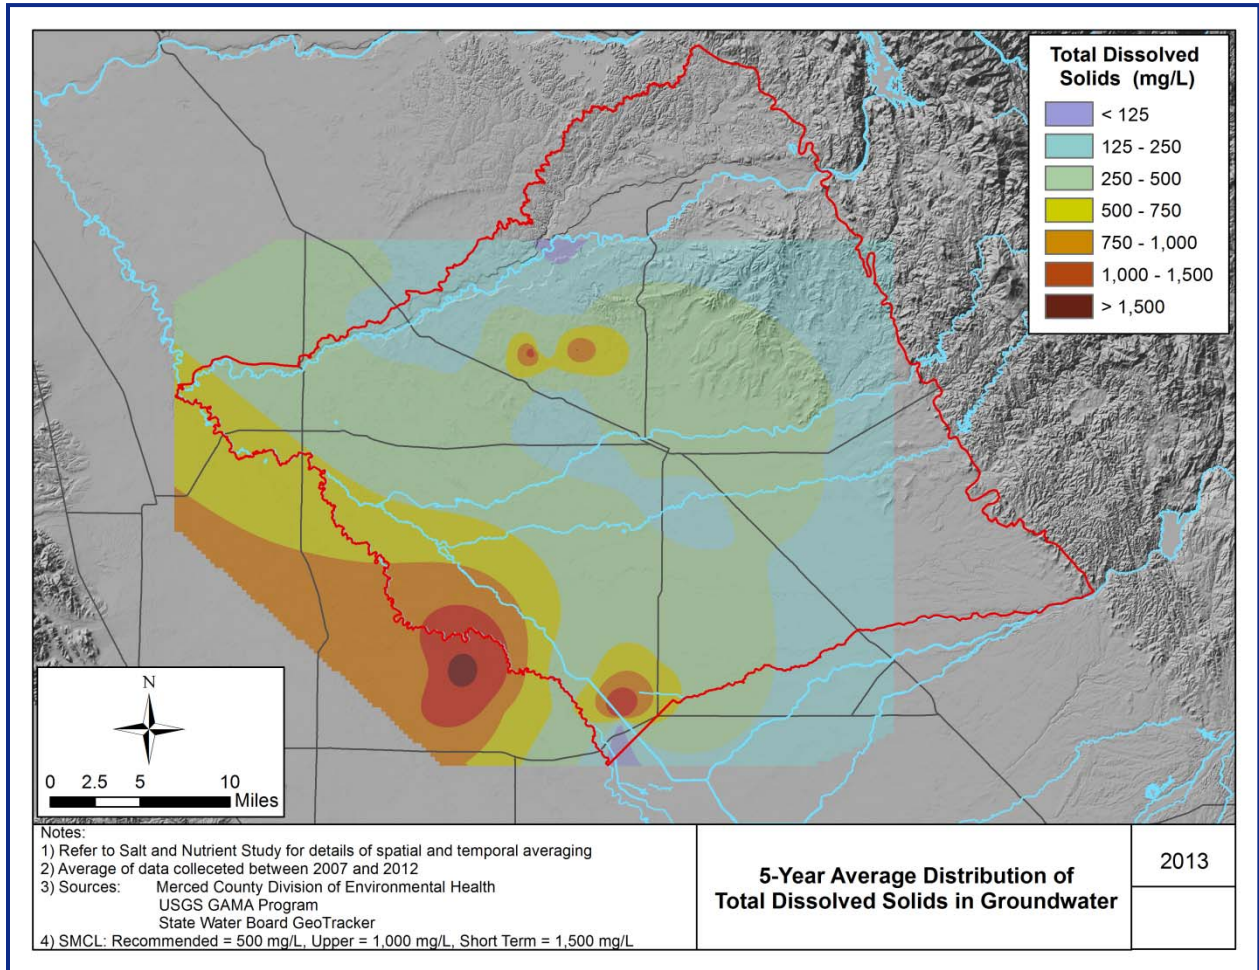 Total Dissolved
Solids (mg/L)
< 125
125 - 250
250 - 500
500 - 750
750 - 1,000
1,000 - 1,500
> 1,500
N
0 2.5 5 10
Miles
Notes:
1) Refer to Salt and Nutrient Study for details of spatial and temporal averaging
2) Average of data colleceted between 2007 and 2012
3) Sources: Merced County Division of Environmental Health
USGS GAMA Program
State Water Board GeoTracker
4) SMCL: Recommended = 500 mg/L, Upper = 1,000 mg/L, Short Term = 1,500 mg/L
5-Year Average Distribution of
Total Dissolved Solids in Groundwater
2013